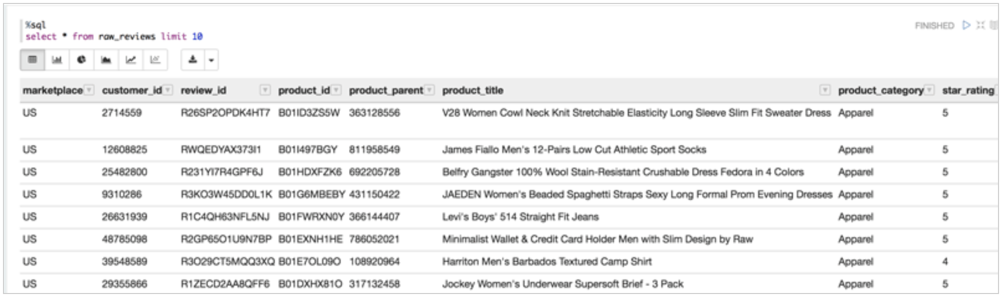 %sql
select * from raw_reviews limit 10
FINISHED
marketplace customer_id review_id product_id product_parent product_title product_category star_rating
US 2714559 R26SP2OPDK4HT7 B01ID3ZS5W 363128556 V28 Women Cowl Neck Knit Stretchable Elasticity Long Sleeve Slim Fit Sweater Dress Apparel 5
US 12608825 RWQEDYAX373I1 B01I497BGY 811958549 James Fiallo Men's 12-Pairs Low Cut Athletic Sport Socks Apparel 5
US 25482800 R231YI7R4GPF6J B01HDXFZK6 692205728 Belfry Gangster 100% Wool Stain-Resistant Crushable Dress Fedora in 4 Colors Apparel 5
US 9310286 R3KO3W45DD0L1K B01G6MBEBY 431150422 JAEDEN Women's Beaded Spaghetti Straps Sexy Long Formal Prom Evening Dresses Apparel 5
US 26631939 R1C4QH63NFL5NJ B01FWRXN0Y 366144407 Levi's Boys' 514 Straight Fit Jeans Apparel 5
US 48785098 R2GP65O1U9N7BP B01EXNH1HE 786052021 Minimalist Wallet & Credit Card Holder Men with Slim Design by Raw Apparel 5
US 39548589 R3O29CT5MQQ3XQ B01E7OL09O 108920964 Harriton Men's Barbados Textured Camp Shirt Apparel 4
US 29355866 R1ZECD2AA8QFF6 B01DXHX81O 317132458 Jockey Women's Underwear Supersoft Brief - 3 Pack Apparel 5